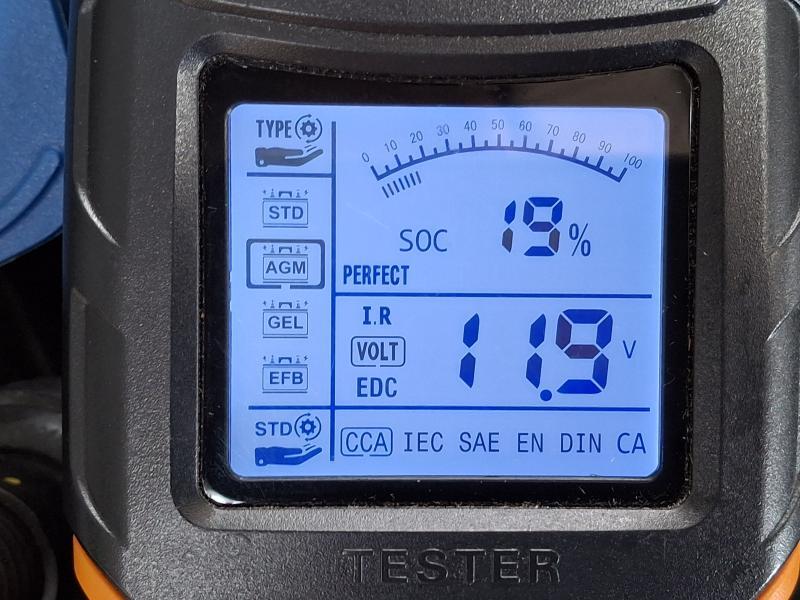 TYPE
STD
AGM
GEL
EFB
STD
0 10 20 30 40 50 60 70 80 90 100
SOC 19%
PERFECT
I.R
VOLT 11.9 V
EDC
CCA IEC SAE EN DIN CA
TESTER